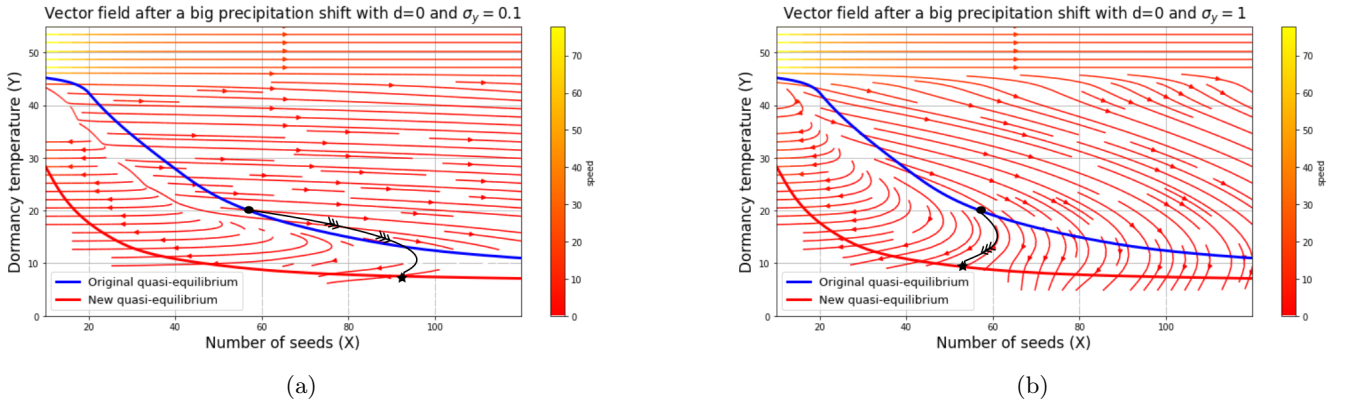 Vector field after a big precipitation shift with d=0 and σ_y = 0.1
Dormancy temperature (Y)
50
40
30
20
10
0
20
40
60
80
100
Number of seeds (X)
Original quasi-equilibrium
New quasi-equilibrium
70
60
50
40
30
20
10
0
speed
(a)
Vector field after a big precipitation shift with d=0 and σ_y = 1
Dormancy temperature (Y)
50
40
30
20
10
0
20
40
60
80
100
Number of seeds (X)
Original quasi-equilibrium
New quasi-equilibrium
70
60
50
40
30
20
10
0
speed
(b)